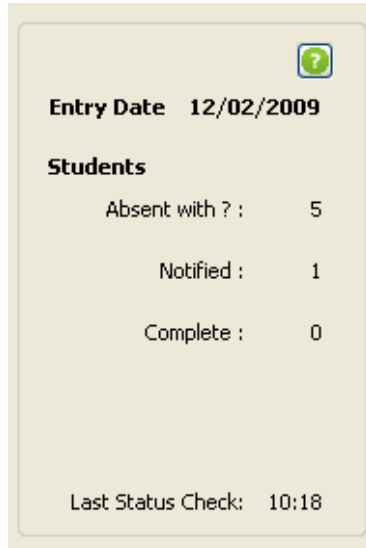 ?
Entry Date 12/02/2009
Students
Absent with ? : 5
Notified : 1
Complete : 0
Last Status Check: 10:18